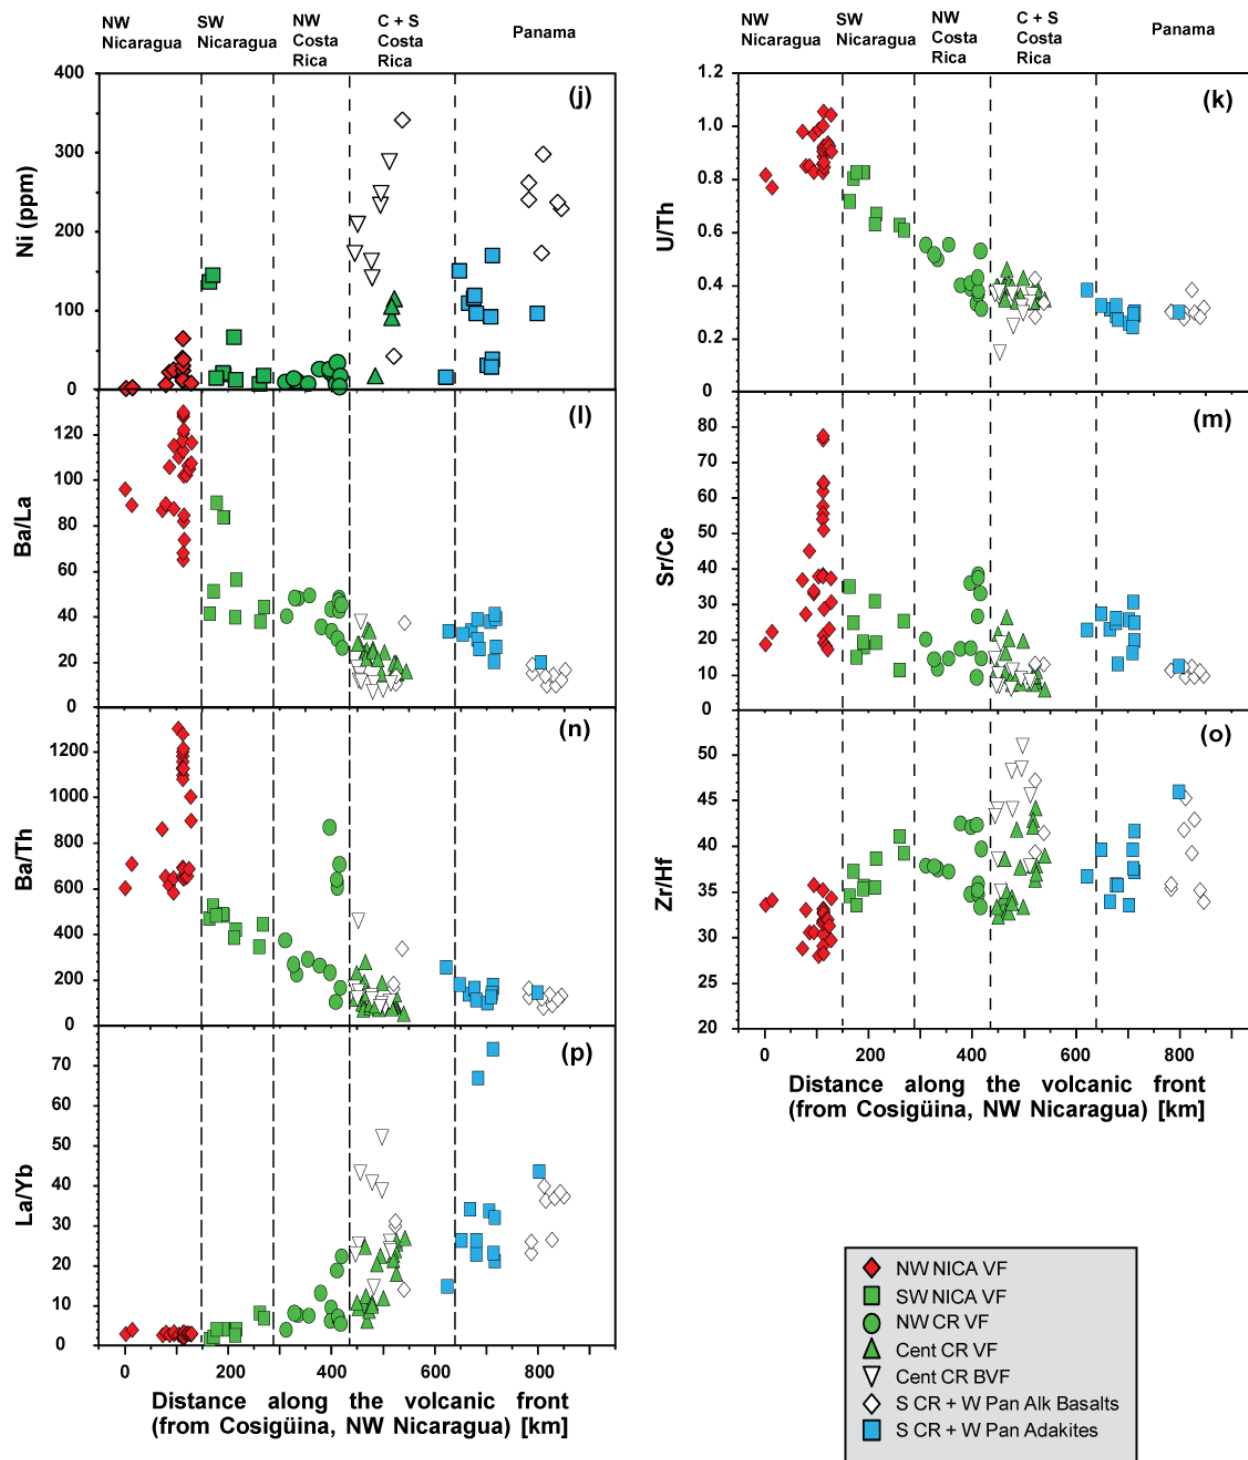 NW
Nicaragua
SW
Nicaragua
NW
Costa
Rica
C + S
Costa
Rica
Panama
NW
Nicaragua
SW
Nicaragua
NW
Costa
Rica
C + S
Costa
Rica
Panama
400
300
200
100
0
Ni (ppm)
(j)
1.2
1.0
0.8
0.6
0.4
0.2
0
U/Th
(k)
120
100
80
60
40
20
0
Ba/La
(l)
80
70
60
50
40
30
20
10
0
Sr/Ce
(m)
1200
1000
800
600
400
200
0
Ba/Th
(n)
50
45
40
35
30
25
20
Zr/Hf
(o)
0 200 400 600 800
Distance along the volcanic front
(from Cosigüina, NW Nicaragua) [km]
70
60
50
40
30
20
10
0
La/Yb
(p)
0 200 400 600 800
Distance along the volcanic front
(from Cosigüina, NW Nicaragua) [km]
NW NICA VF
SW NICA VF
NW CR VF
Cent CR VF
Cent CR BVF
S CR + W Pan Alk Basalts
S CR + W Pan Adakites